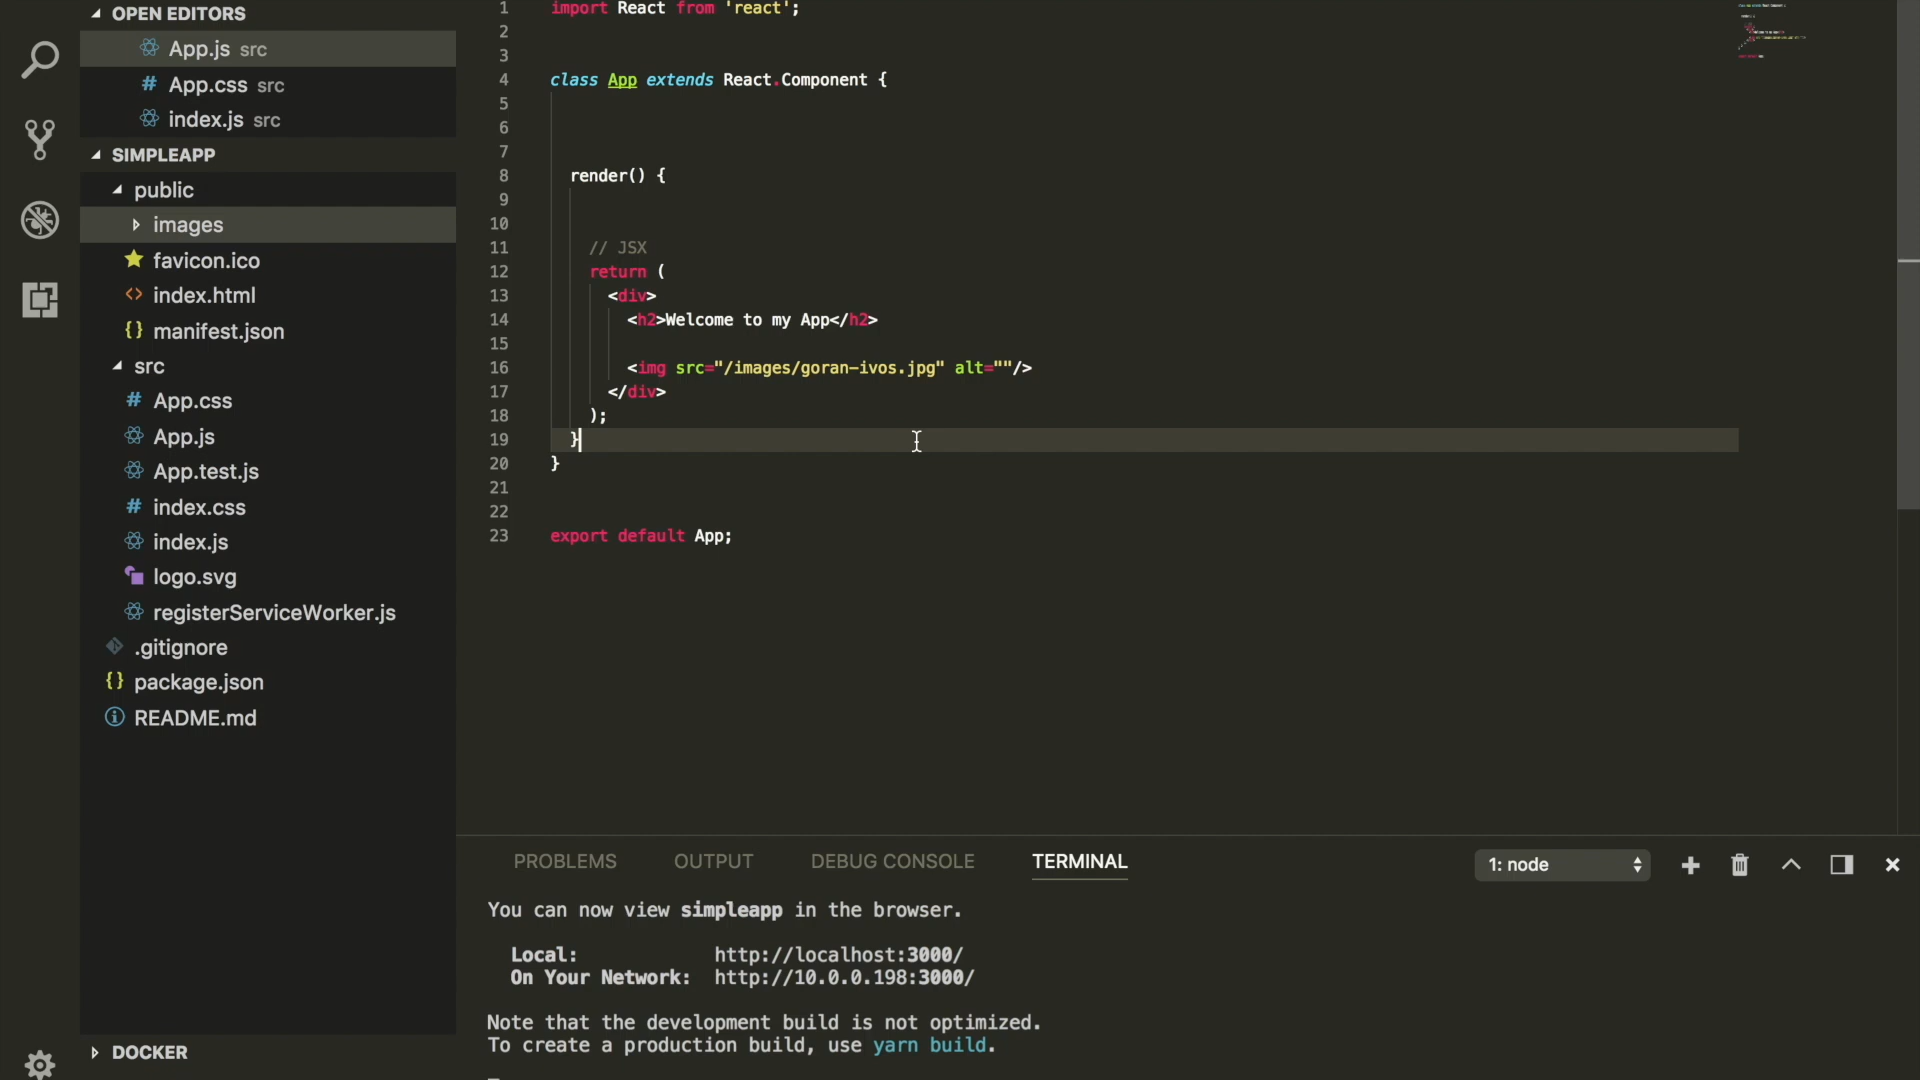 OPEN EDITORS
App.js src
# App.css src
index.js src
SIMPLEAPP
public
images
favicon.ico
<> index.html
{} manifest.json
src
# App.css
App.js
App.test.js
# index.css
index.js
logo.svg
registerServiceWorker.js
.gitignore
{} package.json
README.md
DOCKER
1 import React from 'react';
2
3
4 class App extends React.Component {
5
6
7
8 render() {
9
10
11 // JSX
12 return (
13 <div>
14 <h2>Welcome to my App</h2>
15
16 <img src="/images/goran-ivos.jpg" alt=""/>
17 </div>
18 );
19 }
20 }
21
22
23 export default App;
PROBLEMS OUTPUT DEBUG CONSOLE TERMINAL 1: node
You can now view simpleapp in the browser.
Local: http://localhost:3000/
On Your Network: http://10.0.0.198:3000/
Note that the development build is not optimized.
To create a production build, use yarn build.